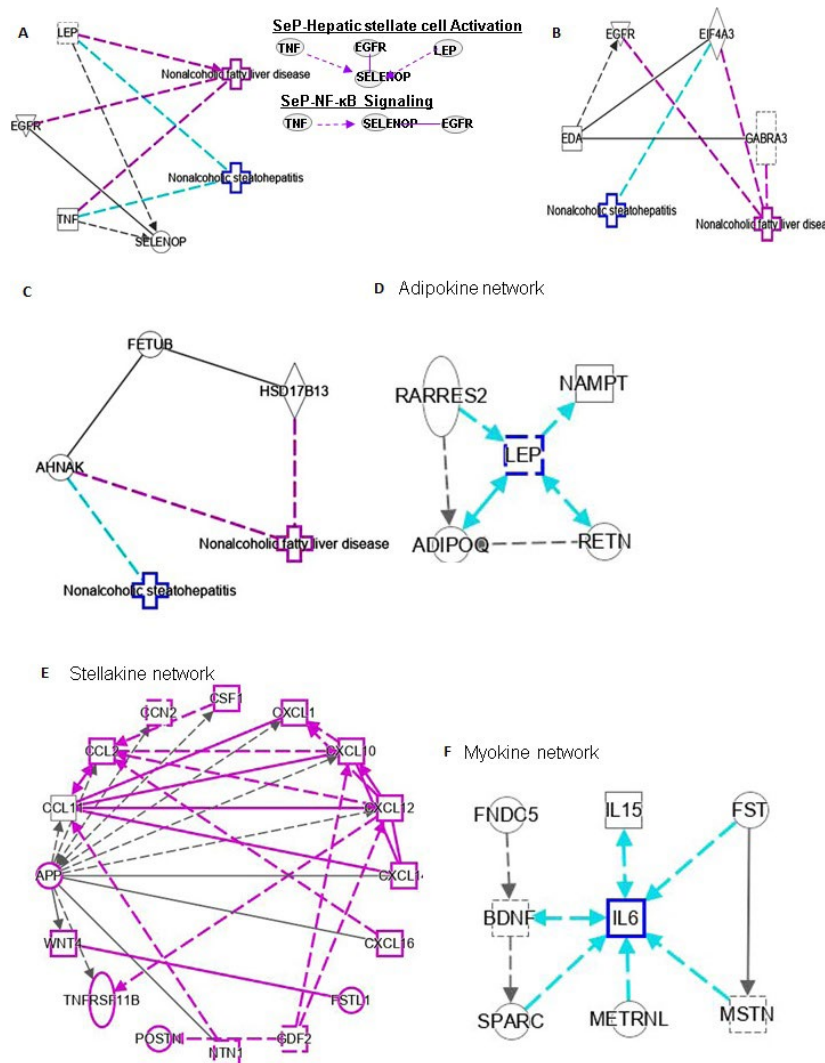 A
LEP
Nonalcoholic fatty liver disease
EGFR
Nonalcoholic steatohepatitis
TNF
SELENOP
SeP-Hepatic stellate cell Activation
TNF
EGFR
LEP
SELENOP
SeP-NF-κB Signaling
TNF
SELENOP
EGFR
B
EGFR
EIF4A3
EDA
GABRA3
Nonalcoholic steatohepatitis
Nonalcoholic fatty liver disea
C
FETUB
HSD17B13
AHNAK
Nonalcoholic fatty liver disease
Nonalcoholic steatohepatitis
D Adipokine network
RARRES2
NAMPT
LEP
ADIPOQ
RETN
E Stellakine network
CSF1
CCN2
CXCL1
CCL2
CXCL10
CCL11
CXCL12
APP
CXCL14
WNT4
CXCL16
TNFRSF11B
FSTL1
POSTN
GDF2
NTN1
F Myokine network
FNDC5
IL15
FST
BDNF
IL6
SPARC
METRNL
MSTN